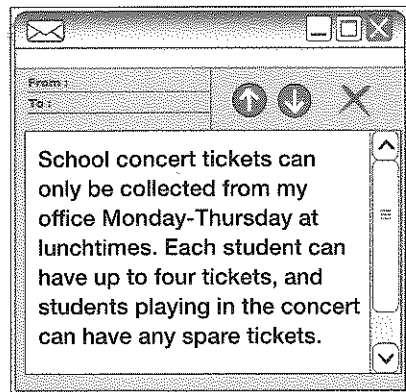 From :
To :
School concert tickets can
only be collected from my
office Monday-Thursday at
lunchtimes. Each student can
have up to four tickets, and
students playing in the concert
can have any spare tickets.